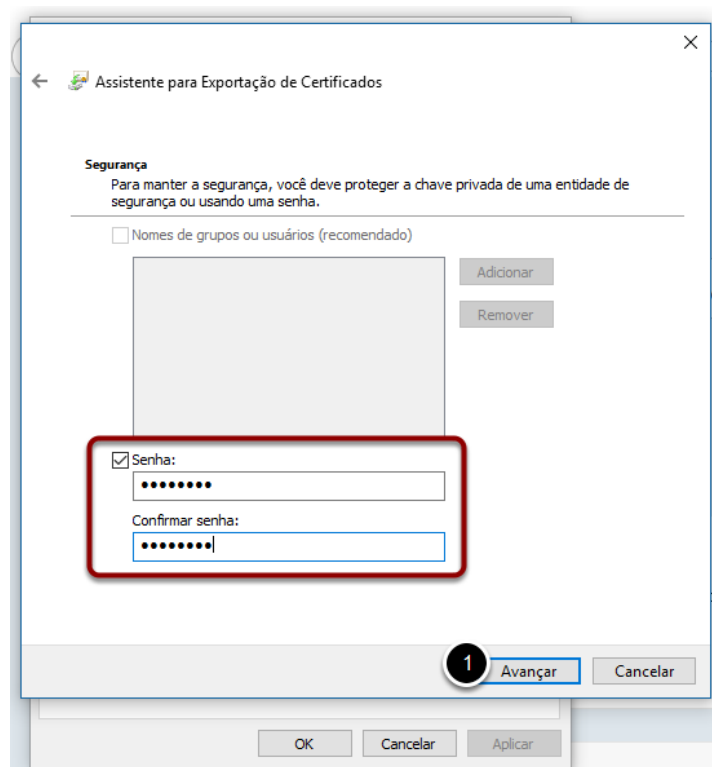 Assistente para Exportação de Certificados
Segurança
Para manter a segurança, você deve proteger a chave privada de uma entidade de
segurança ou usando uma senha.
Nomes de grupos ou usuários (recomendado)
Adicionar
Remover
Senha:
••••••••
Confirmar senha:
••••••••
1
Avançar
Cancelar
OK
Cancelar
Aplicar